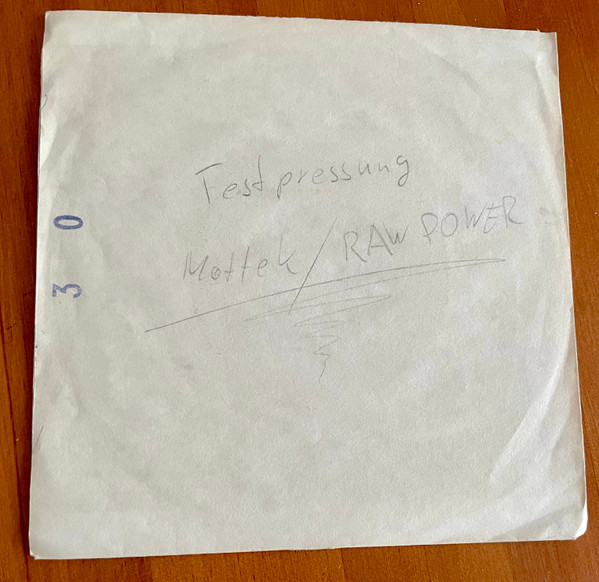 Testpressung
Mottek / RAW POWER
30